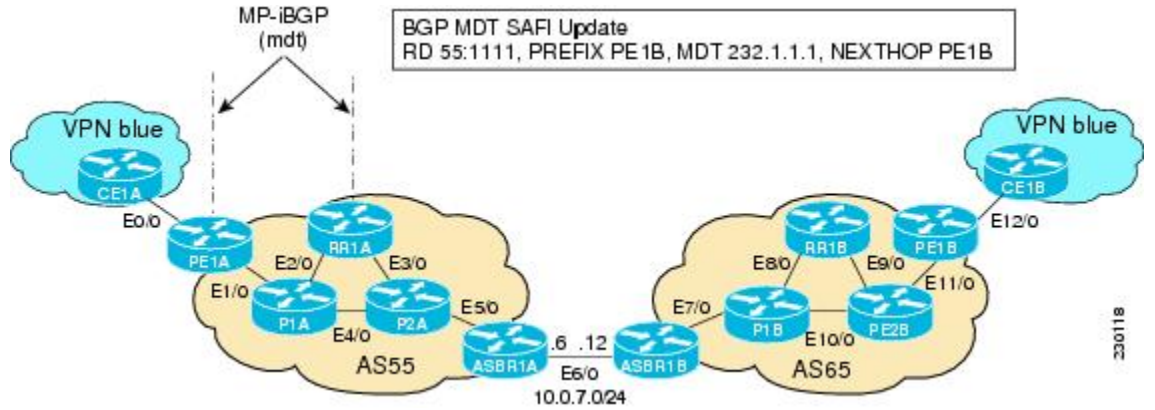 MP-iBGP
(mdt)
BGP MDT SAFI Update
RD 55:1111, PREFIX PE1B, MDT 232.1.1.1, NEXTHOP PE1B
VPN blue
CE1A
E0/0
PE1A
E1/0
E2/0
RR1A
E3/0
P1A
E4/0
P2A
E5/0
AS55
ASBR1A
.6 .12
E6/0
10.0.7.0/24
ASBR1B
E7/0
P1B
E8/0
RR1B
E9/0
E10/0
PE2B
AS65
E11/0
PE1B
E12/0
VPN blue
CE1B
230118